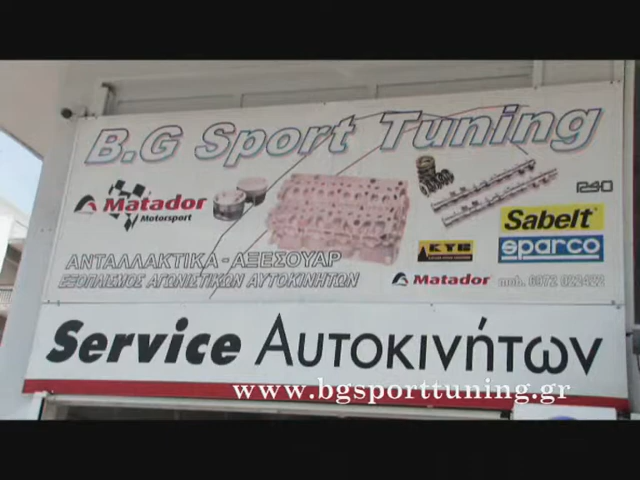 B.G Sport Tuning
Matador
Motorsport
240
Sabelt
sparco
KYB
ΑΝΤΑΛΛΑΚΤΙΚΑ - ΑΞΕΣΟΥΑΡ
ΕΞΟΠΛΙΣΜΟΣ ΑΓΩΝΙΣΤΙΚΩΝ ΑΥΤΟΚΙΝΗΤΩΝ
Matador mob. 6972 922422
Service Αυτοκινήτων
www.bgsporttuning.gr